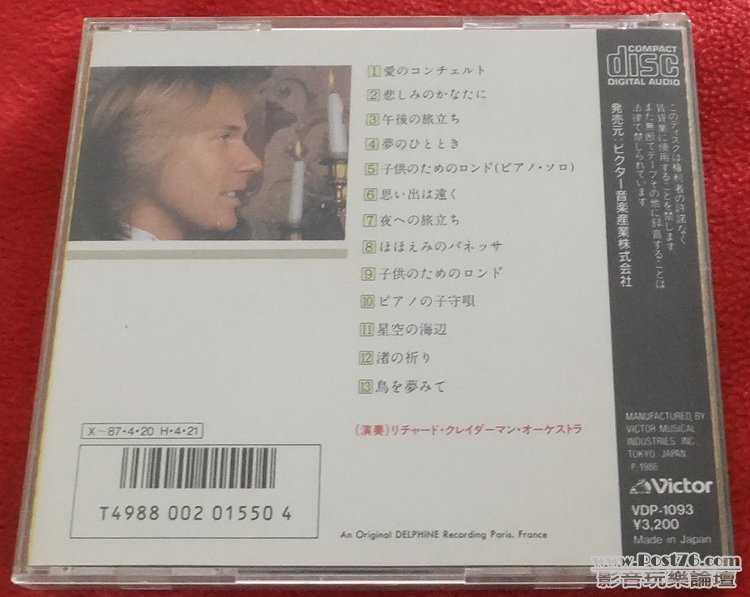 1 愛のコンチェルト
2 悲しみのかなたに
3 午後の旅立ち
4 夢のひととき
5 子供のためのロンド(ピアノ・ソロ)
6 思い出は遠く
7 夜への旅立ち
8 ほほえみのバネッサ
9 子供のためのロンド
10 ピアノの子守唄
11 星空の海辺
12 渚の祈り
13 鳥を夢みて
(演奏)リチャード・クレイダーマン・オーケストラ
X~87・4・20 H・4・21
T4988 002 01550 4
An Original DELPHINE Recording Paris, France
COMPACT
disc
DIGITAL AUDIO
このディスクは権利者の許諾なく
賃貸業に使用することを禁じます
また無断でテープその他に録音することは
法律で禁じられています
発売元:ビクター音楽産業株式会社
MANUFACTURED BY
VICTOR MUSICAL
INDUSTRIES, INC.,
TOKYO, JAPAN
P. 1986
Victor
VDP-1093
¥3,200
Made in Japan
www.Post76.com
影音玩樂論壇